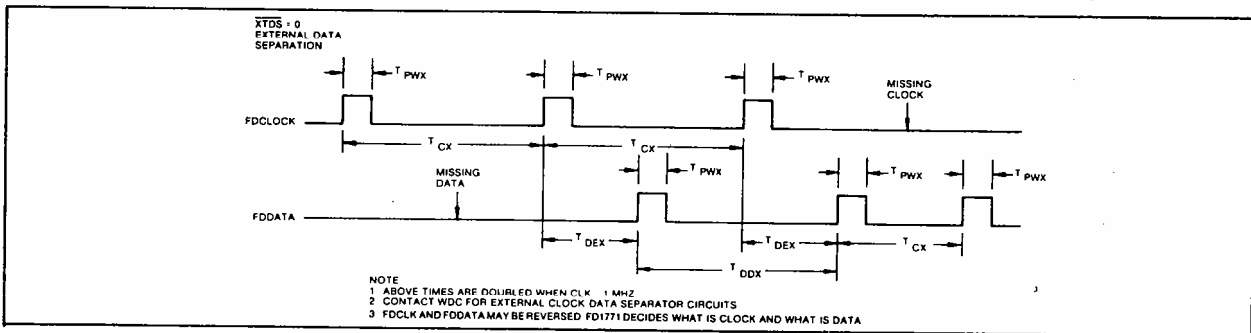 XTDS = 0
EXTERNAL DATA
SEPARATION
T PWX
T PWX
T PWX
MISSING
CLOCK
FDCLOCK
T CX
T CX
MISSING
DATA
T PWX
T PWX
T PWX
FDDATA
T DEX
T DEX
T CX
T DDX
NOTE
1 ABOVE TIMES ARE DOUBLED WHEN CLK 1 MHZ
2 CONTACT WDC FOR EXTERNAL CLOCK DATA SEPARATOR CIRCUITS
3 FDCLK AND FDDATA MAY BE REVERSED FD1771 DECIDES WHAT IS CLOCK AND WHAT IS DATA